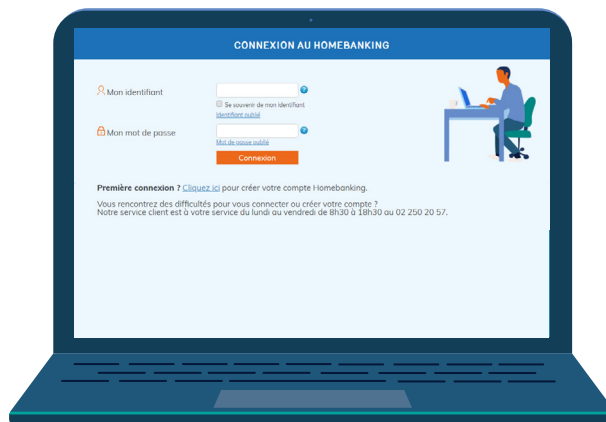 CONNEXION AU HOMEBANKING
Mon identifiant
Se souvenir de mon identifiant
Identifiant oublié
Mon mot de passe
Mot de passe oublié
Connexion
Première connexion ? Cliquez ici pour créer votre compte Homebanking.
Vous rencontrez des difficultés pour vous connecter ou créer votre compte ?
Notre service client est à votre service du lundi au vendredi de 8h30 à 18h30 au 02 250 20 57.